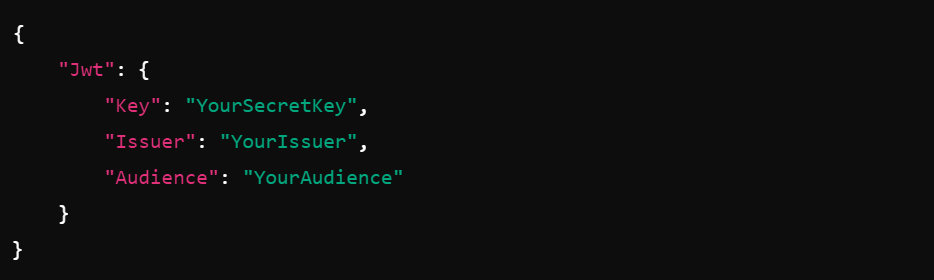 {
    "Jwt": {
        "Key": "YourSecretKey",
        "Issuer": "YourIssuer",
        "Audience": "YourAudience"
    }
}